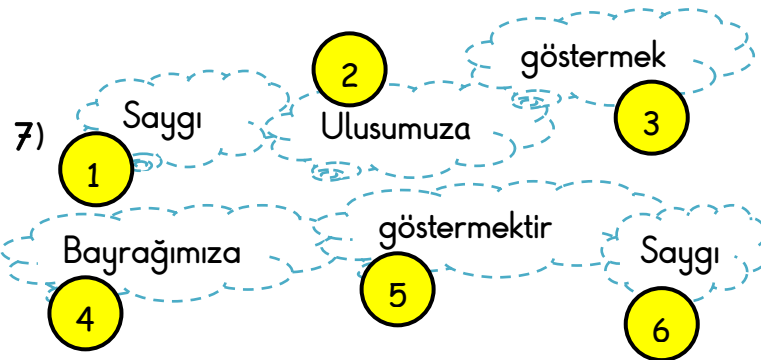 göstermek
2
Saygı
Ulusumuza
3
7)
1
göstermektir
Bayrağımıza
Saygı
5
4
6